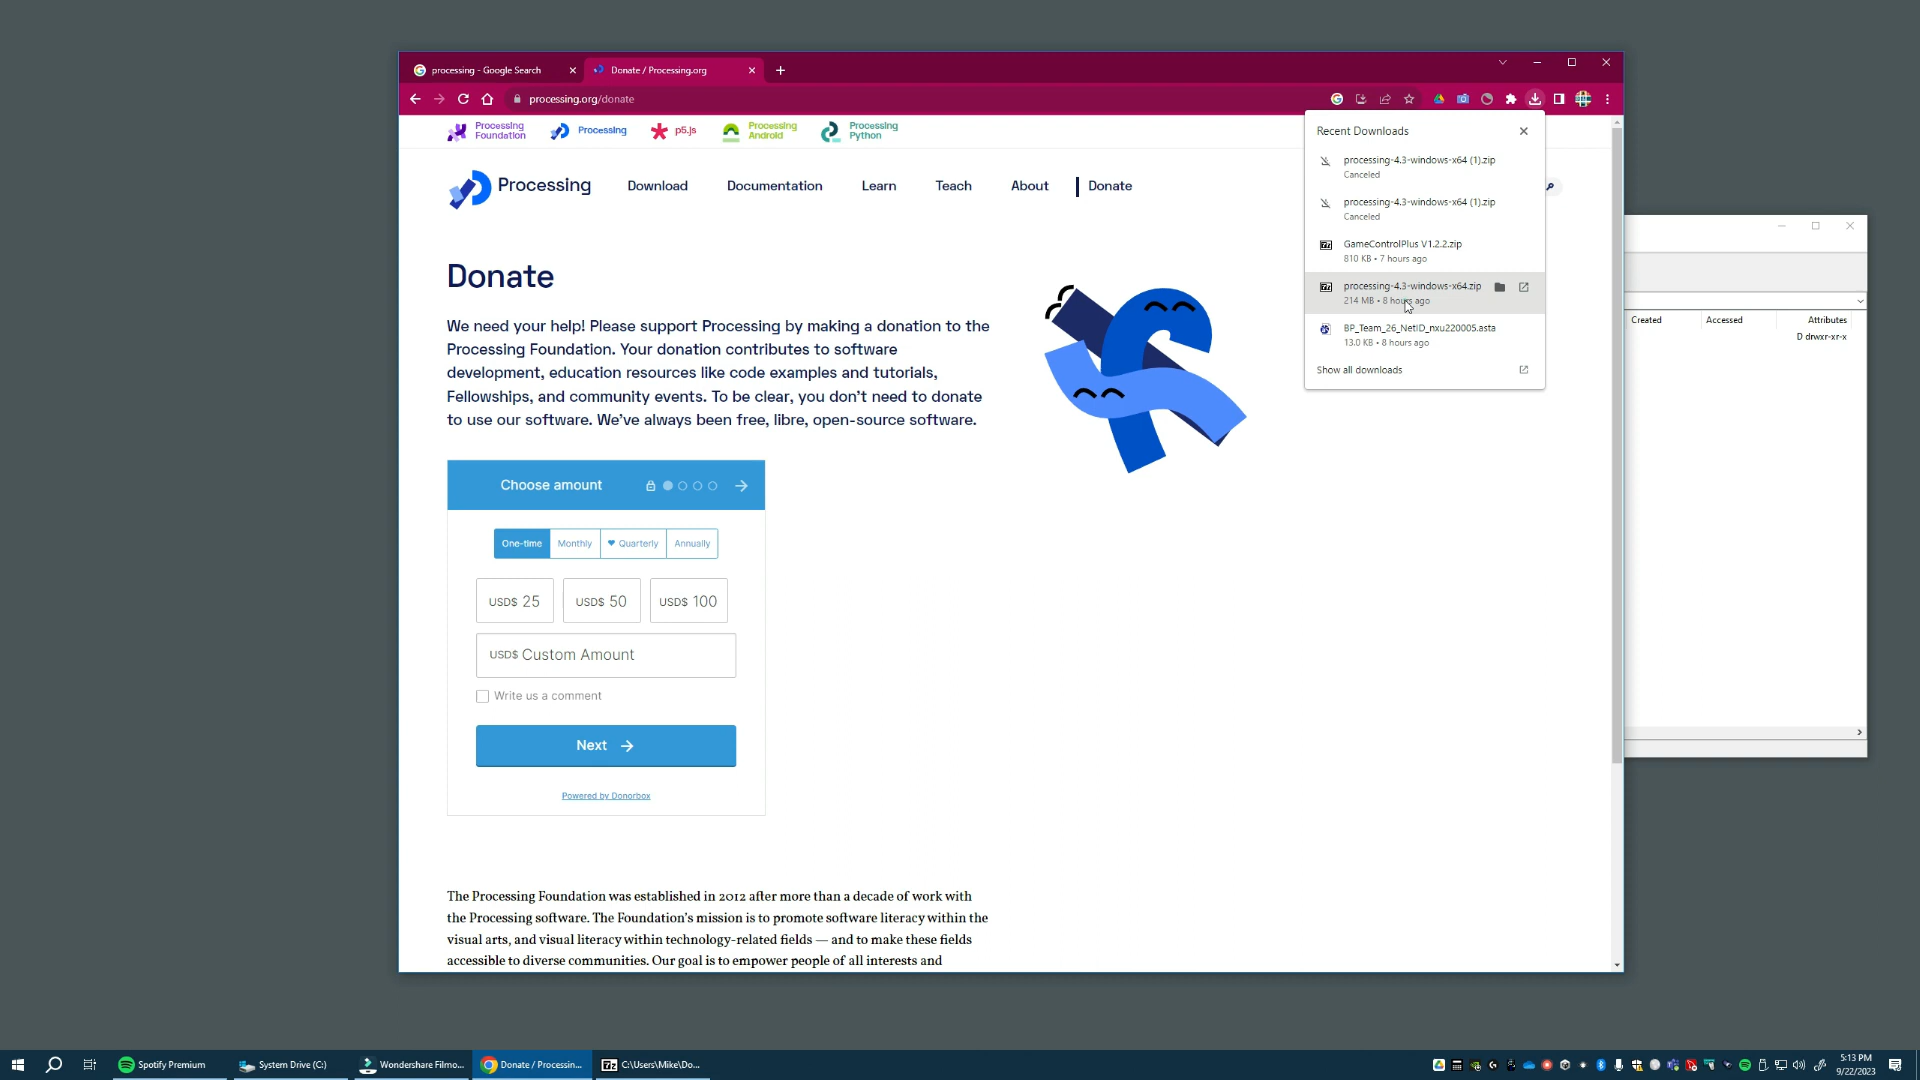 processing - Google Search
Donate / Processing.org
processing.org/donate
Processing
Foundation
Processing
p5.js
Processing
Android
Processing
Python
Processing
Download
Documentation
Learn
Teach
About
Donate
Recent Downloads
processing-4.3-windows-x64 (1).zip
Canceled
processing-4.3-windows-x64 (1).zip
Canceled
GameControlPlus V1.2.2.zip
810 KB • 7 hours ago
processing-4.3-windows-x64.zip
214 MB • 8 hours ago
BP_Team_26_NetID_nxu220005.asta
13.0 KB • 8 hours ago
Show all downloads
Created
Accessed
Attributes
D drwxr-xr-x
Donate
We need your help! Please support Processing by making a donation to the
Processing Foundation. Your donation contributes to software
development, education resources like code examples and tutorials,
Fellowships, and community events. To be clear, you don't need to donate
to use our software. We've always been free, libre, open-source software.
Choose amount
One-time
Monthly
Quarterly
Annually
USD$ 25
USD$ 50
USD$ 100
USD$ Custom Amount
Write us a comment
Next
Powered by Donorbox
The Processing Foundation was established in 2012 after more than a decade of work with
the Processing software. The Foundation's mission is to promote software literacy within the
visual arts, and visual literacy within technology-related fields — and to make these fields
accessible to diverse communities. Our goal is to empower people of all interests and
Spotify Premium
System Drive (C:)
Wondershare Filmo...
Donate / Processin...
C:\Users\Mike\Do...
5:13 PM
9/22/2023